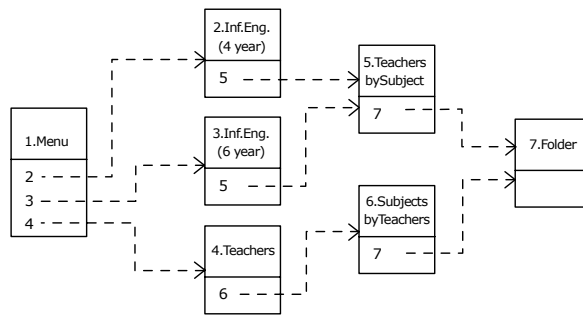 1.Menu
2
3
4
2.Inf.Eng.
(4 year)
5
3.Inf.Eng.
(6 year)
5
4.Teachers
6
5.Teachers
bySubject
7
6.Subjects
byTeachers
7
7.Folder